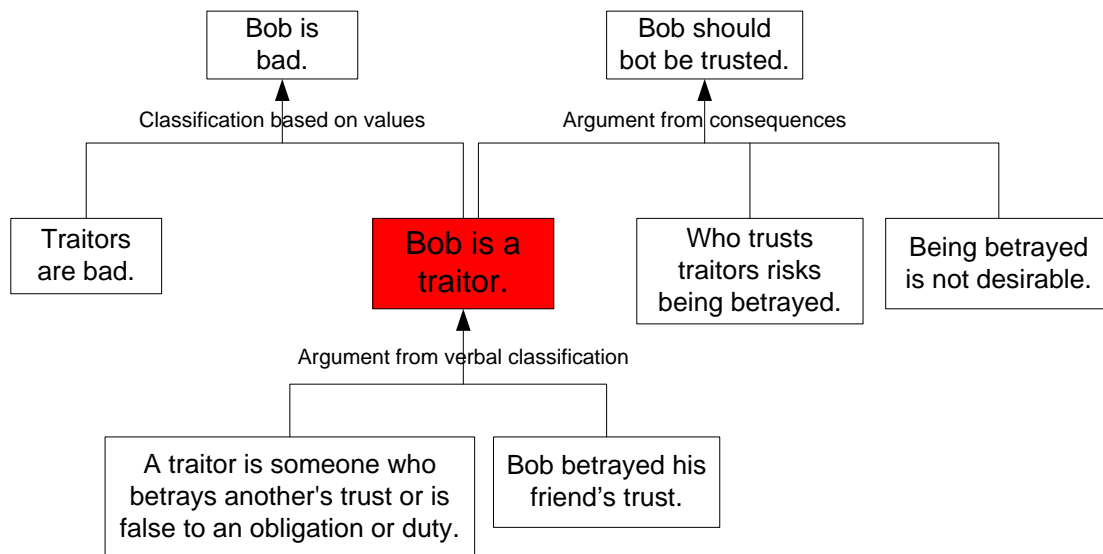 Bob is
bad.
Bob should
bot be trusted.
Classification based on values
Argument from consequences
Traitors
are bad.
Bob is a
traitor.
Who trusts
traitors risks
being betrayed.
Being betrayed
is not desirable.
Argument from verbal classification
A traitor is someone who
betrays another's trust or is
false to an obligation or duty.
Bob betrayed his
friend’s trust.